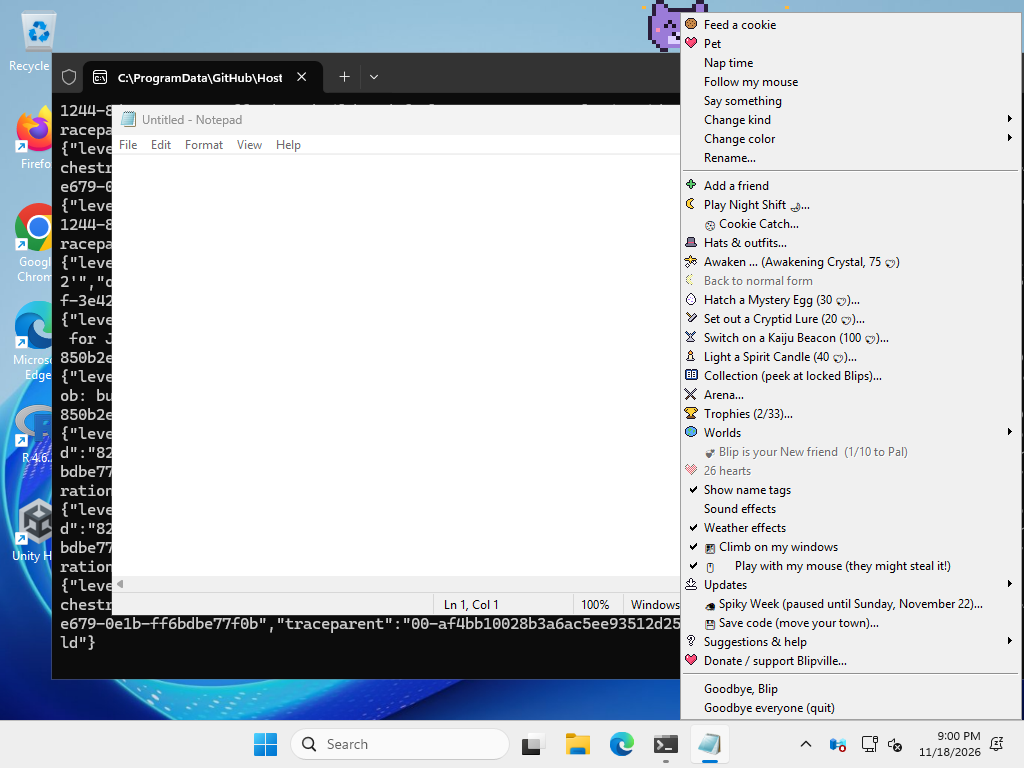 Recycle
Firefo
Google
Chrom
Micros
Edge
R 4.6.
Unity H
C:\ProgramData\GitHub\Host
racepa
{"leve
chestr
e679-0
{"leve
1244-8
racepa
{"leve
2'","c
f-3e42
{"leve
for J
850b2e
{"leve
ob: bu
850b2e
{"leve
d":"82
bdbe77
ration
{"leve
d":"82
bdbe77
ration
{"leve
chestr
e679-0e1b-ff6bdbe77f0b","traceparent":"00-af4bb10028b3a6ac5ee93512d25
ld"}
Untitled - Notepad
File Edit Format View Help
Ln 1, Col 1 100% Windows
Feed a cookie
Pet
Nap time
Follow my mouse
Say something
Change kind
Change color
Rename...
Add a friend
Play Night Shift 🌙...
Cookie Catch...
Hats & outfits...
Awaken ... (Awakening Crystal, 75 )
Back to normal form
Hatch a Mystery Egg (30 )...
Set out a Cryptid Lure (20 )...
Switch on a Kaiju Beacon (100 )...
Light a Spirit Candle (40 )...
Collection (peek at locked Blips)...
Arena...
Trophies (2/33)...
Worlds
Blip is your New friend (1/10 to Pal)
26 hearts
Show name tags
Sound effects
Weather effects
Climb on my windows
Play with my mouse (they might steal it!)
Updates
Spiky Week (paused until Sunday, November 22)...
Save code (move your town)...
Suggestions & help
Donate / support Blipville...
Goodbye, Blip
Goodbye everyone (quit)
Search
9:00 PM
11/18/2026